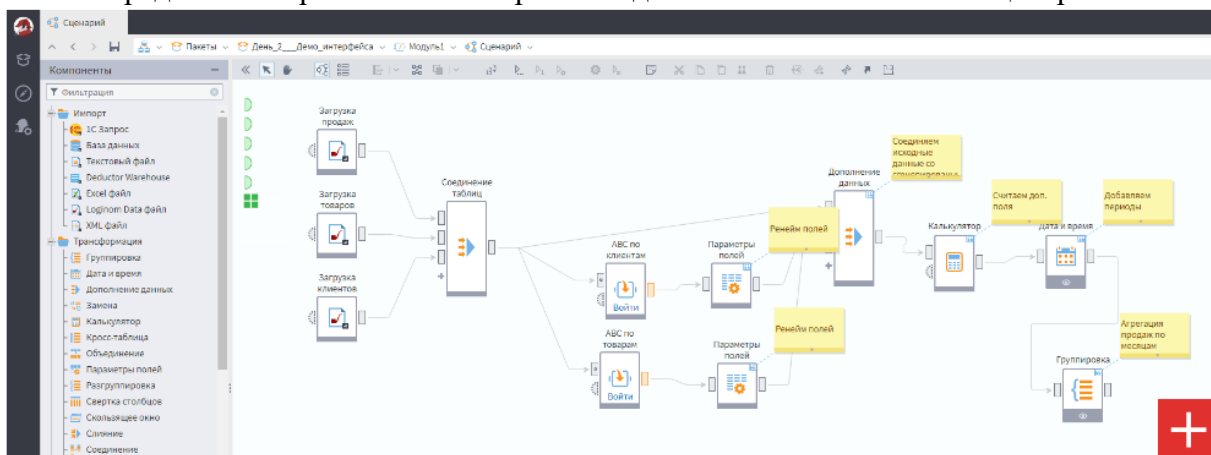 Сценарий
Пакеты
День_2___Демо_интерфейса
Модуль1
Сценарий
Компоненты
Фильтрация
Импорт
1С Запрос
База данных
Текстовый файл
Deductor Warehouse
Excel файл
Loginom Data файл
XML файл
Трансформация
Группировка
Дата и время
Дополнение данных
Замена
Калькулятор
Кросс-таблица
Объединение
Параметры полей
Разгруппировка
Свертка столбцов
Скользящее окно
Слияние
Соединение
Загрузка
продаж
Загрузка
товаров
Загрузка
клиентов
Соединение
таблиц
ABC по
клиентам
Войти
ABC по
товарам
Войти
Параметры
полей
Ренейм полей
Параметры
полей
Ренейм полей
Дополнение
данных
Соединяем
исходные
данные со
Калькулятор
Считаем доп.
поля
Дата и время
Добавляем
периоды
Группировка
Агрегация
продаж по
месяцам